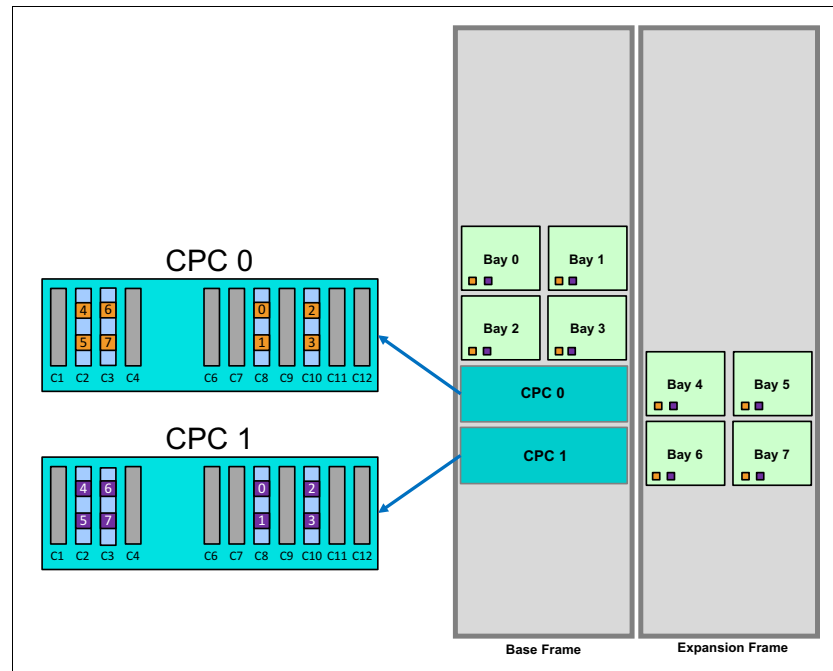 CPC 0
4 6 0 2
5 7 1 3
C1 C2 C3 C4 C6 C7 C8 C9 C10 C11 C12
CPC 1
4 6 0 2
5 7 1 3
C1 C2 C3 C4 C6 C7 C8 C9 C10 C11 C12
Bay 0 Bay 1
Bay 2 Bay 3
CPC 0
CPC 1
Base Frame
Bay 4 Bay 5
Bay 6 Bay 7
Expansion Frame